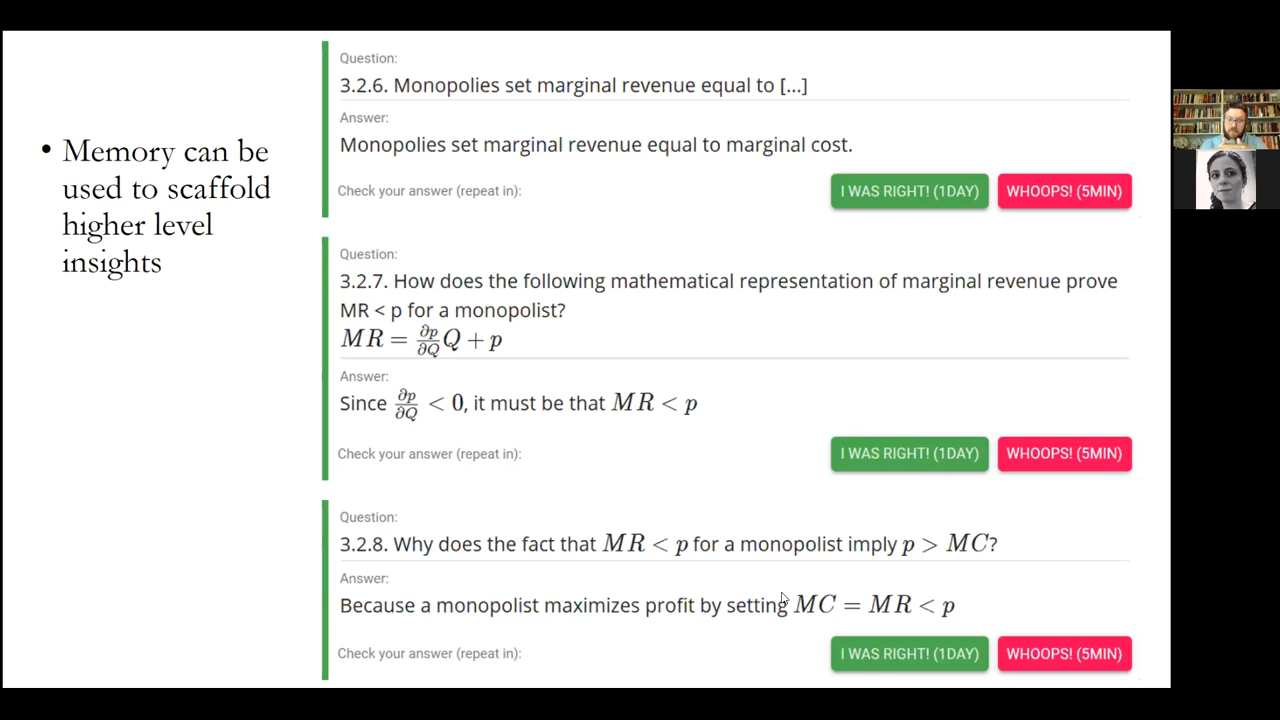 • Memory can be
used to scaffold
higher level
insights
Question:
3.2.6. Monopolies set marginal revenue equal to [...]
Answer:
Monopolies set marginal revenue equal to marginal cost.
Check your answer (repeat in):
I WAS RIGHT! (1DAY)
WHOOPS! (5MIN)
Question:
3.2.7. How does the following mathematical representation of marginal revenue prove
MR < p for a monopolist?
MR = ∂p/∂Q Q + p
Answer:
Since ∂p/∂Q < 0, it must be that MR < p
Check your answer (repeat in):
I WAS RIGHT! (1DAY)
WHOOPS! (5MIN)
Question:
3.2.8. Why does the fact that MR < p for a monopolist imply p > MC?
Answer:
Because a monopolist maximizes profit by setting MC = MR < p
Check your answer (repeat in):
I WAS RIGHT! (1DAY)
WHOOPS! (5MIN)